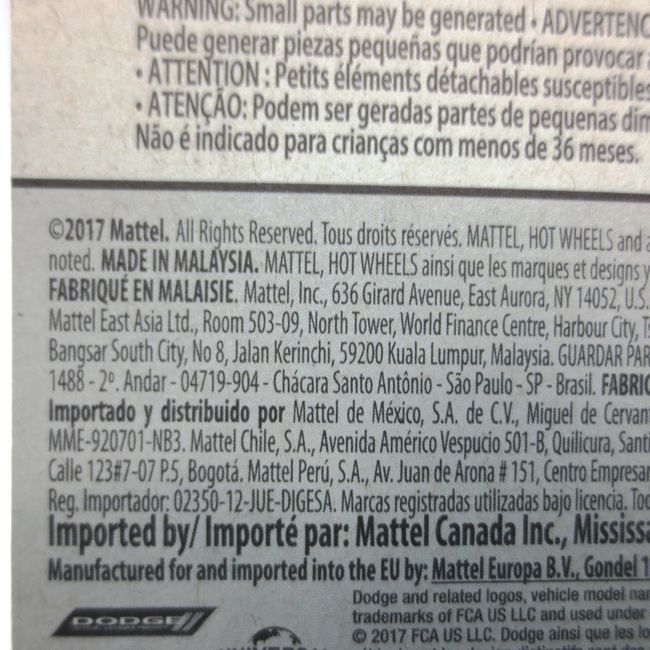 WARNING: Small parts may be generated • ADVERTENC
Puede generar piezas pequeñas que podrían provocar a
• ATTENTION : Petits éléments détachables susceptibles
• ATENÇÃO: Podem ser geradas partes de pequenas dim
Não é indicado para crianças com menos de 36 meses.
©2017 Mattel. All Rights Reserved. Tous droits réservés. MATTEL, HOT WHEELS and a
noted. MADE IN MALAYSIA. MATTEL, HOT WHEELS ainsi que les marques et designs y
FABRIQUÉ EN MALAISIE. Mattel, Inc., 636 Girard Avenue, East Aurora, NY 14052, U.S.
Mattel East Asia Ltd., Room 503-09, North Tower, World Finance Centre, Harbour City, Ts
Bangsar South City, No 8, Jalan Kerinchi, 59200 Kuala Lumpur, Malaysia. GUARDAR PAR
1488 - 2º. Andar - 04719-904 - Chácara Santo Antônio - São Paulo - SP - Brasil. FABRIC
Importado y distribuido por Mattel de México, S.A. de C.V., Miguel de Cervant
MME-920701-NB3. Mattel Chile, S.A., Avenida Américo Vespucio 501-B, Quilicura, Santi
Calle 123#7-07 P.5, Bogotá. Mattel Perú, S.A., Av. Juan de Arona # 151, Centro Empresar
Reg. Importador: 02350-12-JUE-DIGESA. Marcas registradas utilizadas bajo licencia. Tod
Imported by/ Importé par: Mattel Canada Inc., Mississa
Manufactured for and imported into the EU by: Mattel Europa B.V., Gondel 1
Dodge and related logos, vehicle model nam
trademarks of FCA US LLC and used under
© 2017 FCA US LLC. Dodge ainsi que les lo
DODGE
UNIVERSAL